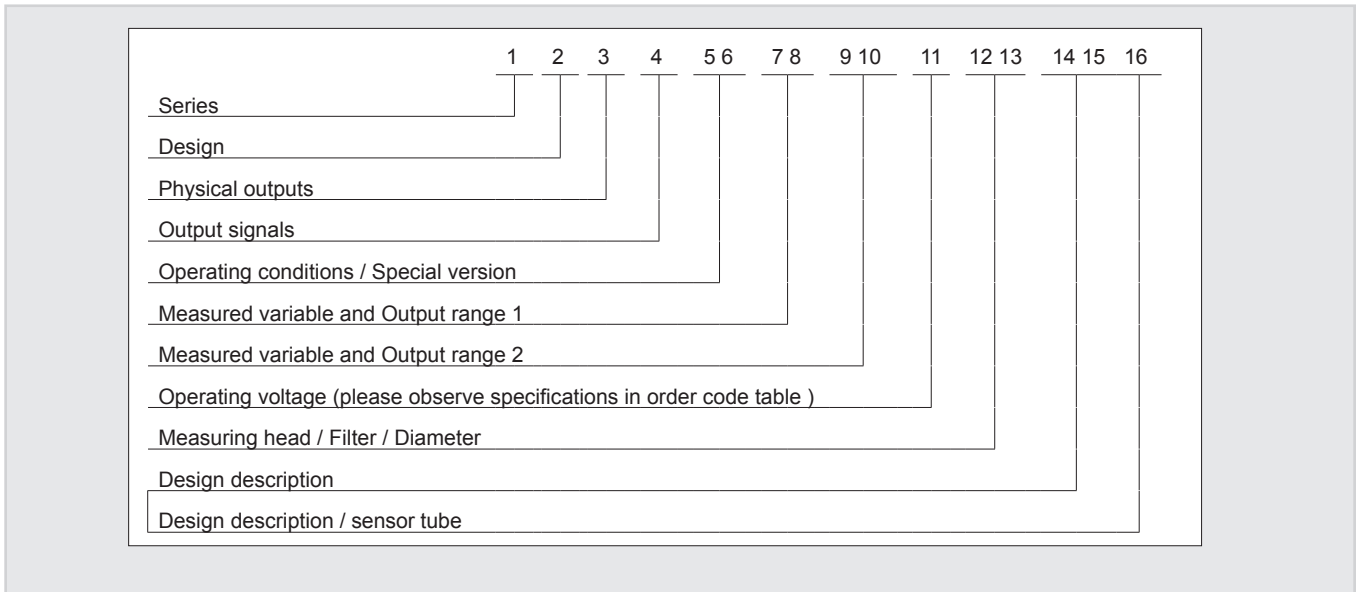 1 2 3 4 5 6 7 8 9 10 11 12 13 14 15 16
Series
Design
Physical outputs
Output signals
Operating conditions / Special version
Measured variable and Output range 1
Measured variable and Output range 2
Operating voltage (please observe specifications in order code table )
Measuring head / Filter / Diameter
Design description
Design description / sensor tube